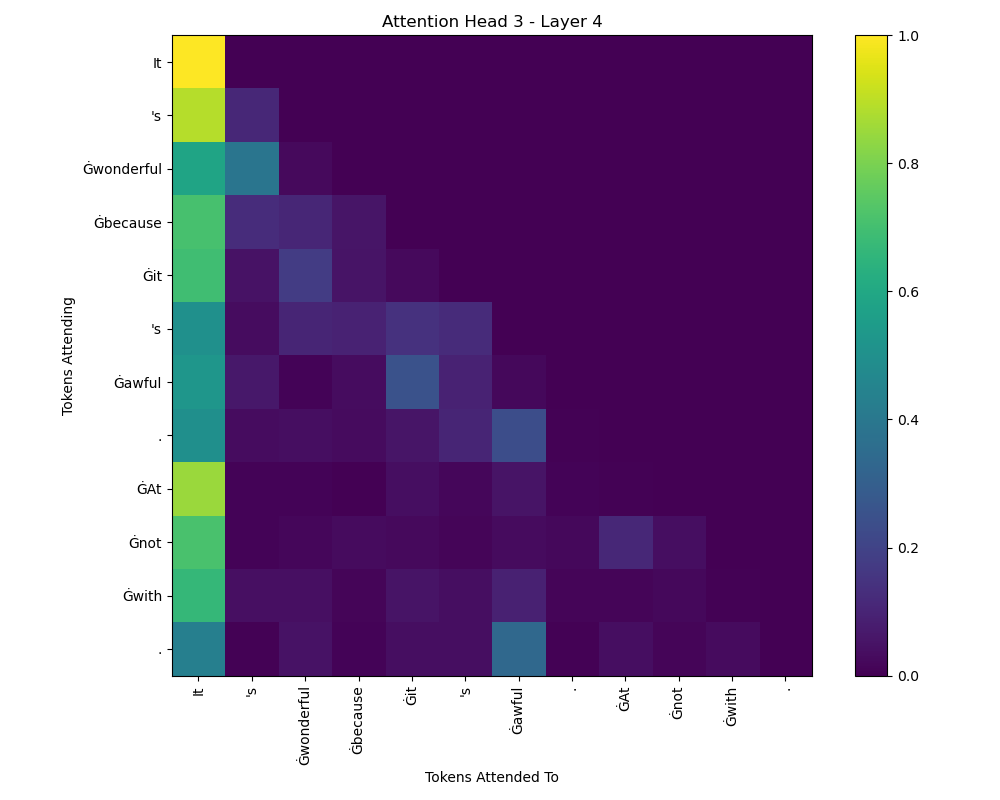 Attention Head 3 - Layer 4
Tokens Attending
It
's
Ġwonderful
Ġbecause
Ġit
's
Ġawful
.
ĠAt
Ġnot
Ġwith
.
It
's
Ġwonderful
Ġbecause
Ġit
's
Ġawful
.
ĠAt
Ġnot
Ġwith
.
Tokens Attended To
1.0
0.8
0.6
0.4
0.2
0.0